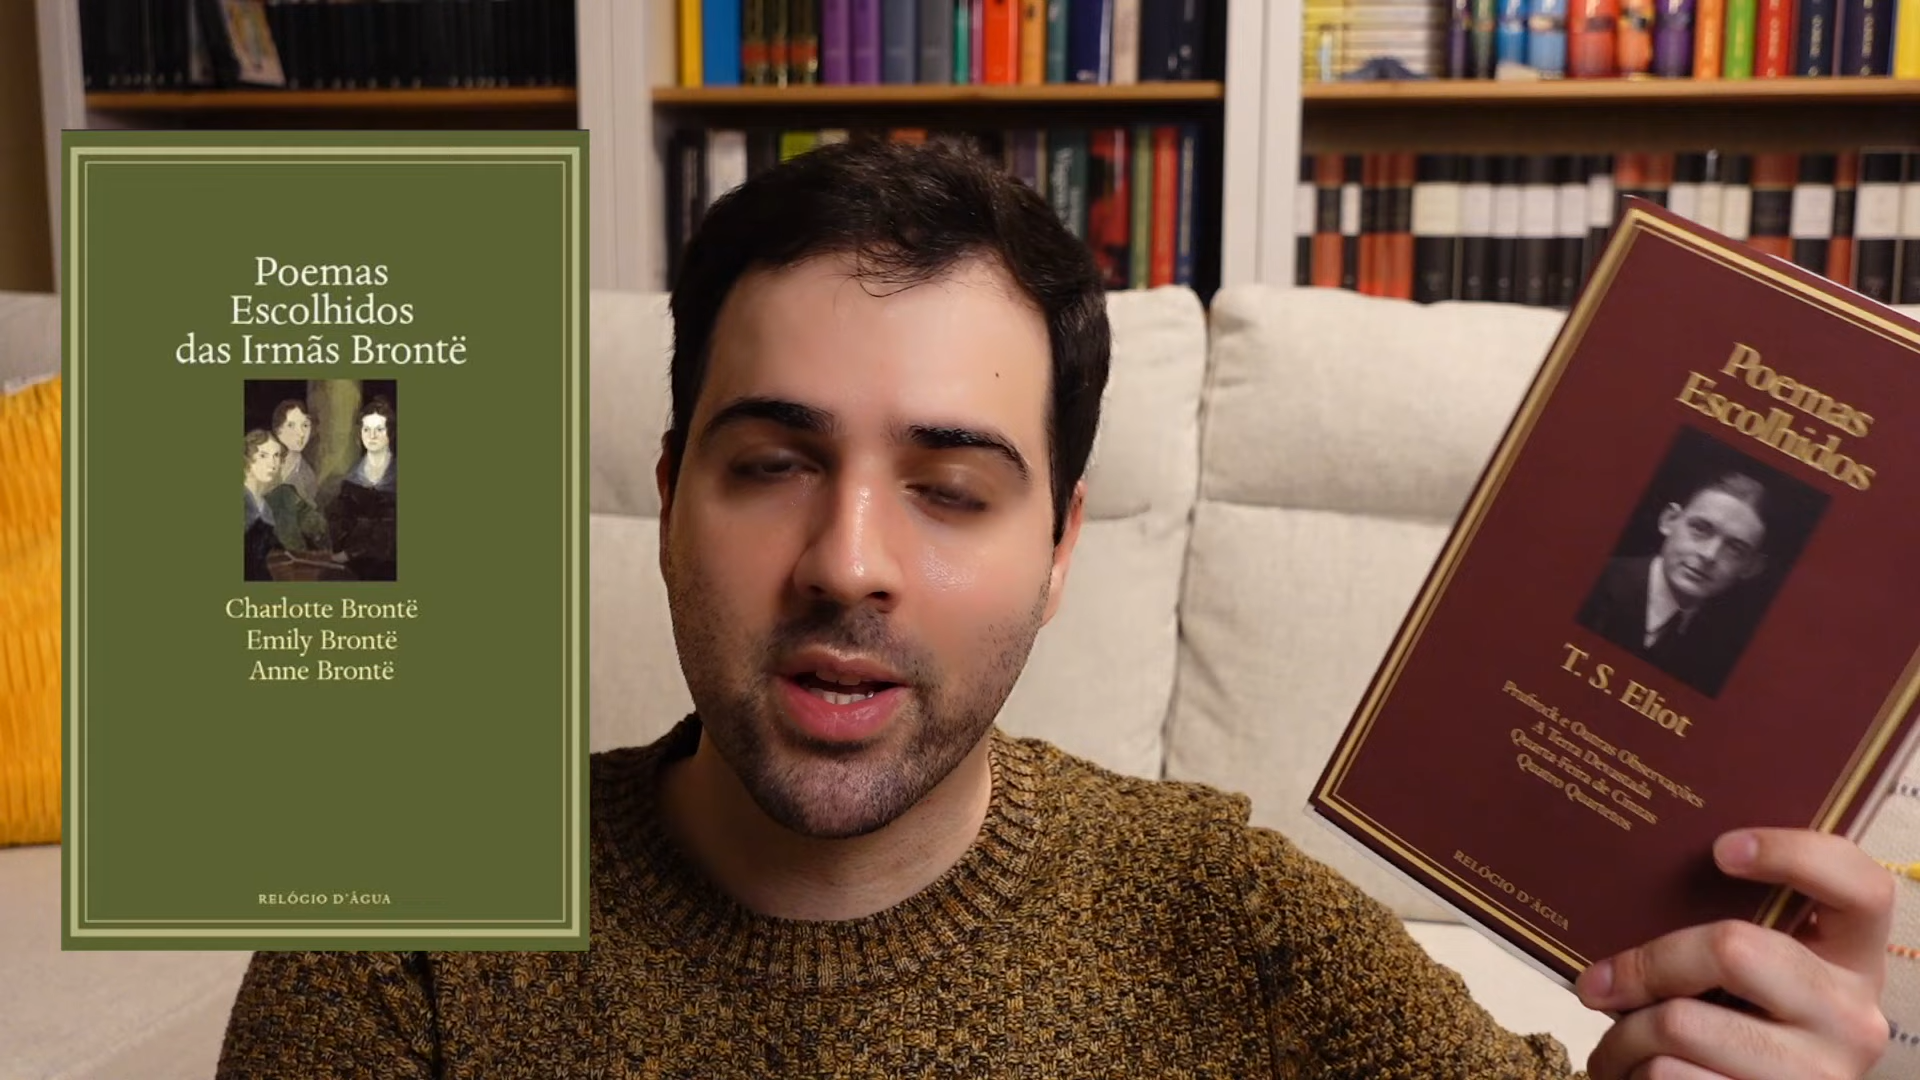 Poemas
Escolhidos
das Irmãs Brontë
Charlotte Brontë
Emily Brontë
Anne Brontë
RELÓGIO D'ÁGUA
Poemas
Escolhidos
T. S. Eliot
Prufrock e Outras Observações
A Terra Devastada
Quarta-Feira de Cinzas
Quatro Quartetos
RELÓGIO D'ÁGUA